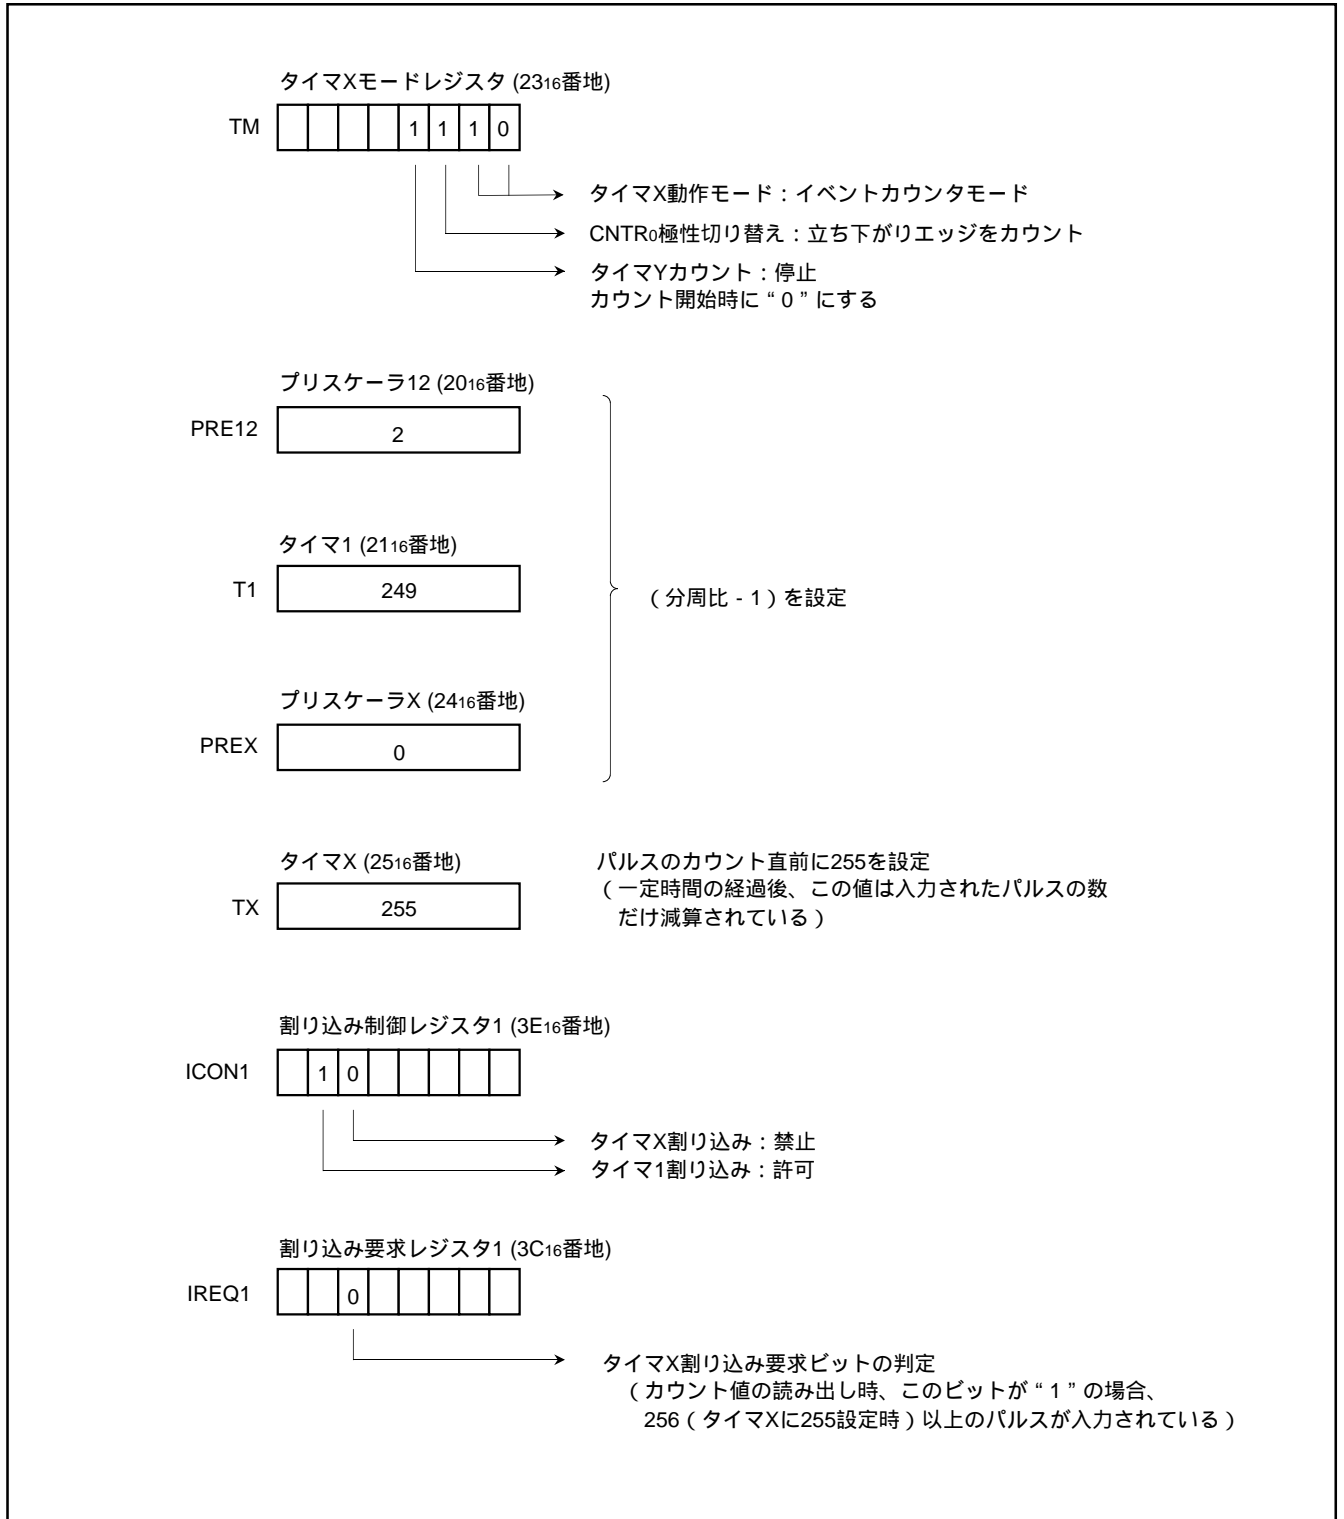 タイマXモードレジスタ (2316番地)
TM 1 1 1 0
タイマX動作モード：イベントカウンタモード
CNTR0極性切り替え：立ち下がりエッジをカウント
タイマYカウント：停止
カウント開始時に“0”にする
プリスケーラ12 (2016番地)
PRE12 2
タイマ1 (2116番地)
T1 249
（分周比 - 1）を設定
プリスケーラX (2416番地)
PREX 0
タイマX (2516番地)
TX 255
パルスのカウント直前に255を設定
（一定時間の経過後、この値は入力されたパルスの数
だけ減算されている）
割り込み制御レジスタ1 (3E16番地)
ICON1 1 0
タイマX割り込み：禁止
タイマ1割り込み：許可
割り込み要求レジスタ1 (3C16番地)
IREQ1 0
タイマX割り込み要求ビットの判定
（カウント値の読み出し時、このビットが“1”の場合、
256（タイマXに255設定時）以上のパルスが入力されている）